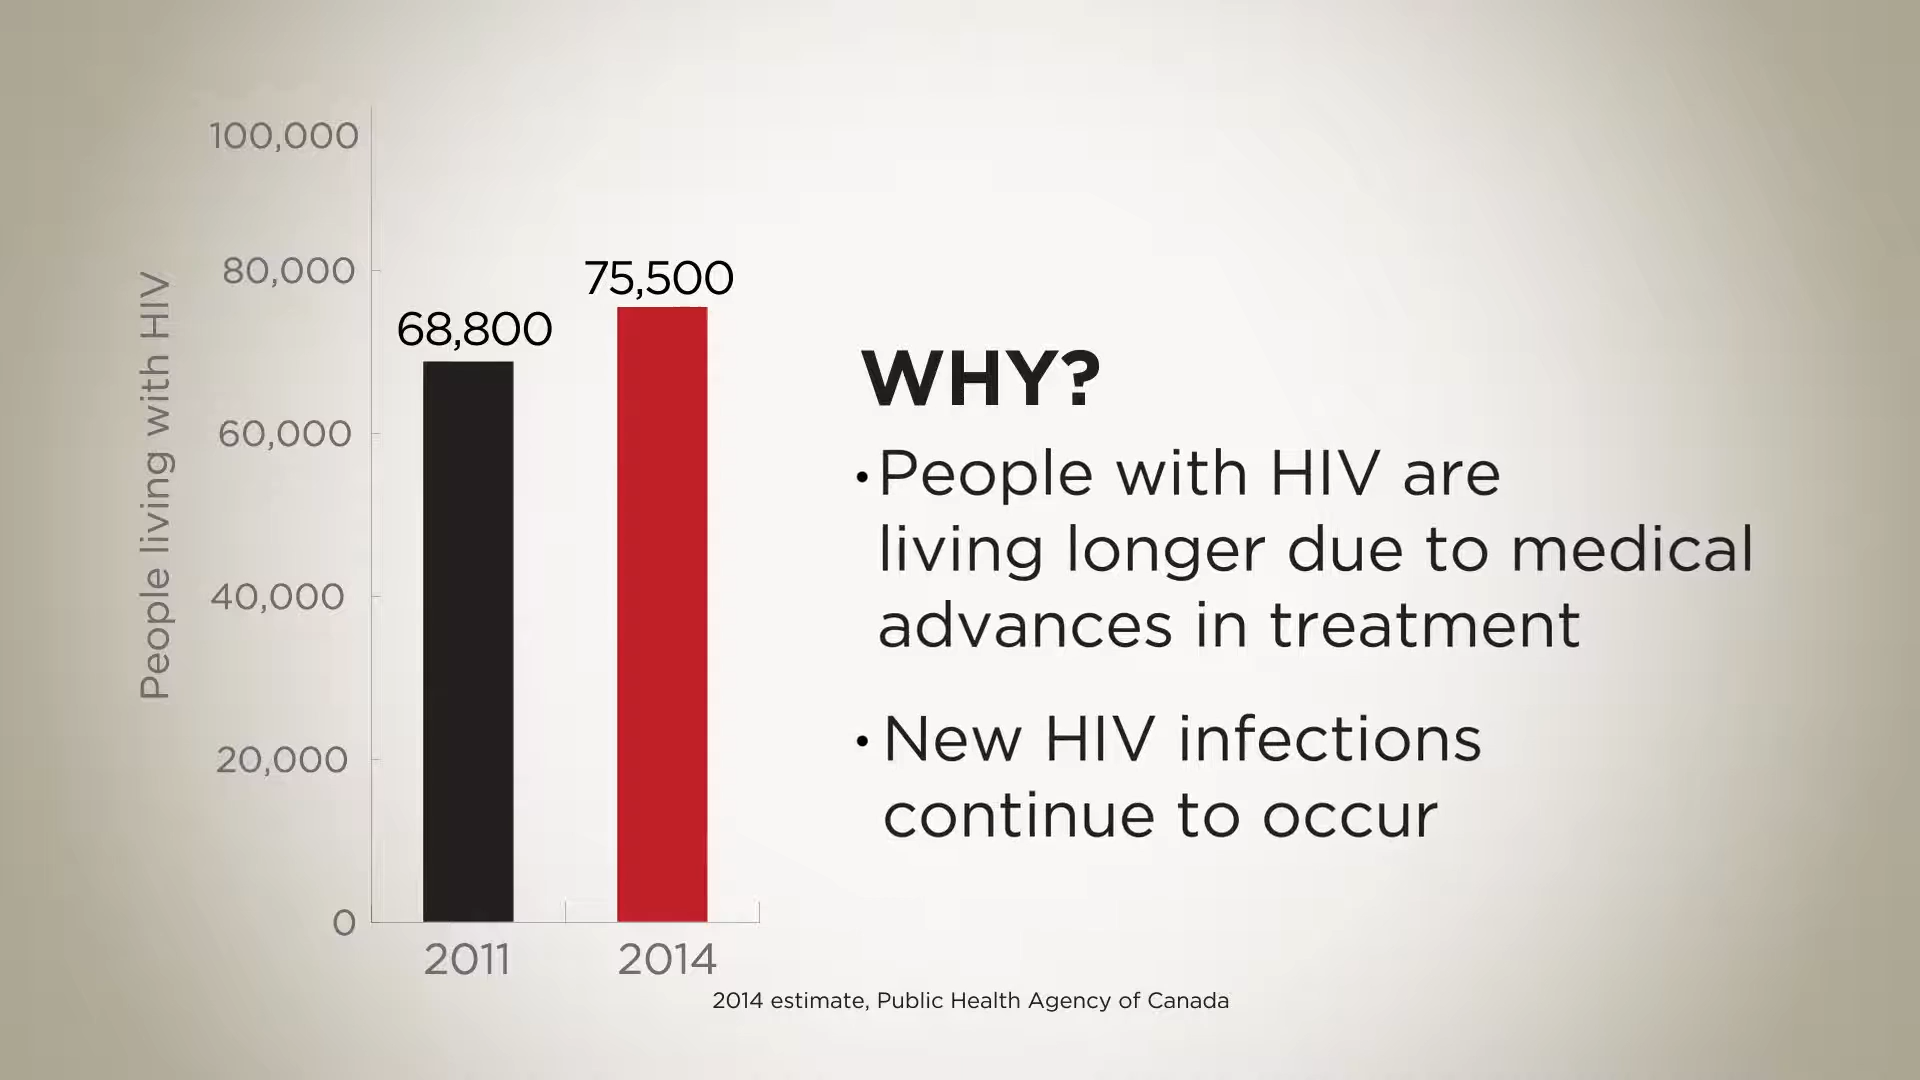 People living with HIV
100,000
80,000
60,000
40,000
20,000
0
68,800
75,500
2011
2014
WHY?
• People with HIV are
living longer due to medical
advances in treatment
• New HIV infections
continue to occur
2014 estimate, Public Health Agency of Canada